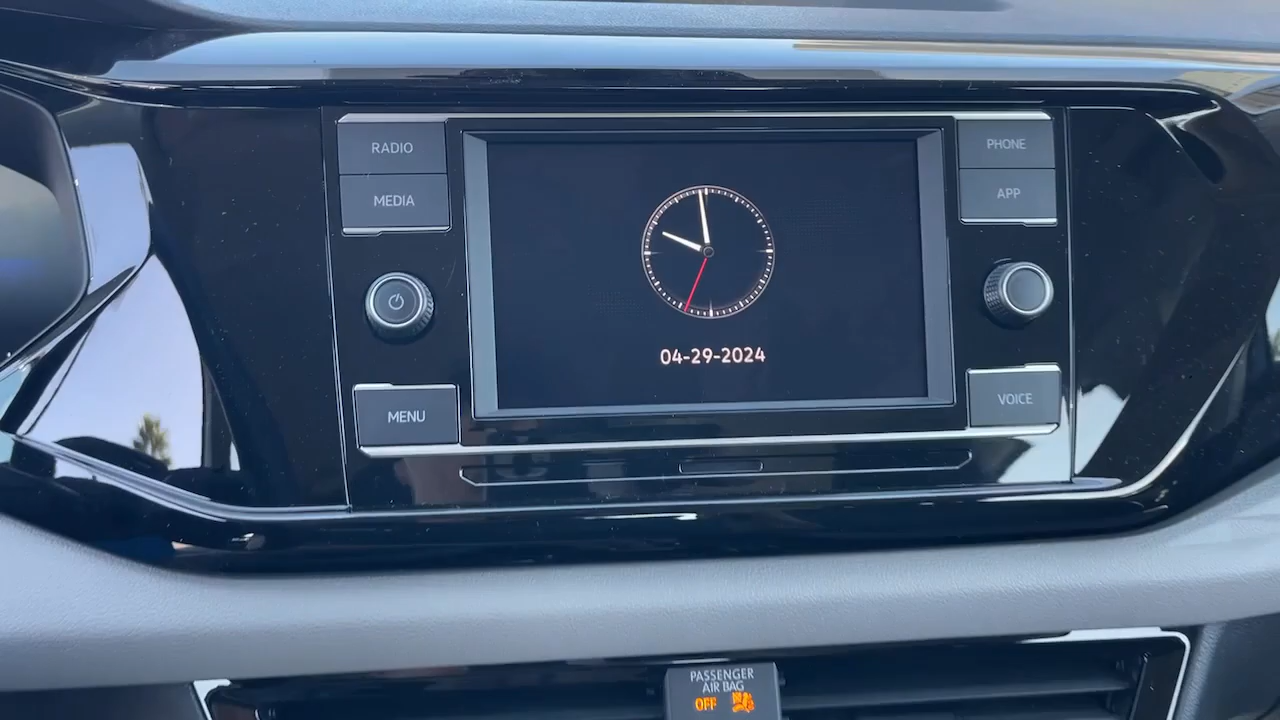 RADIO
MEDIA
MENU
04-29-2024
PHONE
APP
VOICE
PASSENGER
AIR BAG
OFF